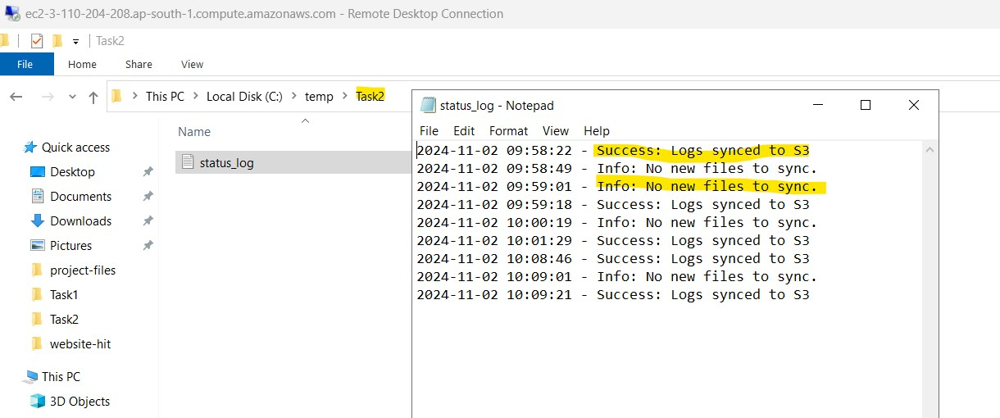 ec2-3-110-204-208.ap-south-1.compute.amazonaws.com - Remote Desktop Connection
Task2
File Home Share View
This PC Local Disk (C:) temp Task2
Name
Quick access
Desktop
Documents
Downloads
Pictures
project-files
Task1
Task2
website-hit
This PC
3D Objects
status_log
status_log - Notepad
File Edit Format View Help
2024-11-02 09:58:22 - Success: Logs synced to S3
2024-11-02 09:58:49 - Info: No new files to sync.
2024-11-02 09:59:01 - Info: No new files to sync.
2024-11-02 09:59:18 - Success: Logs synced to S3
2024-11-02 10:00:19 - Info: No new files to sync.
2024-11-02 10:01:29 - Success: Logs synced to S3
2024-11-02 10:08:46 - Success: Logs synced to S3
2024-11-02 10:09:01 - Info: No new files to sync.
2024-11-02 10:09:21 - Success: Logs synced to S3